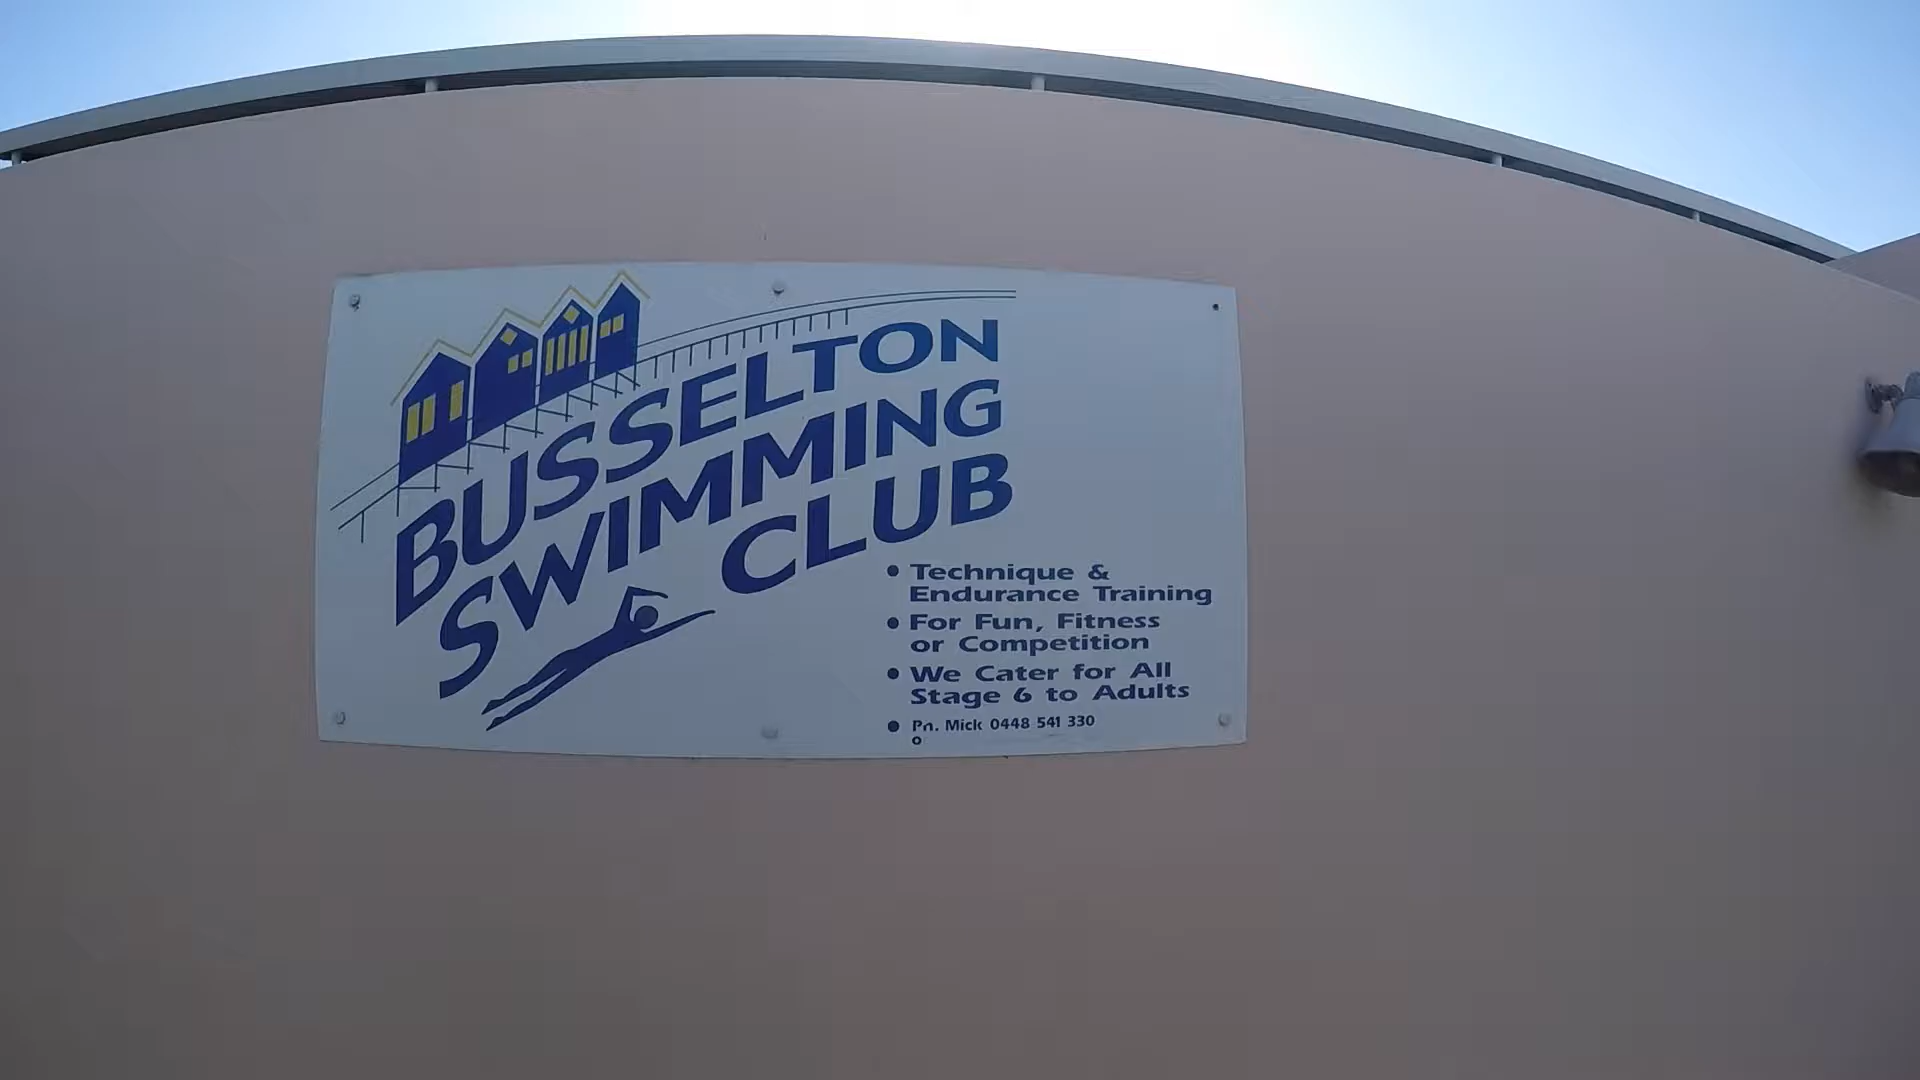 BUSSELTON
SWIMMING
CLUB
• Technique &
Endurance Training
• For Fun, Fitness
or Competition
• We Cater for All
Stage 6 to Adults
• Pn. Mick 0448 541 330